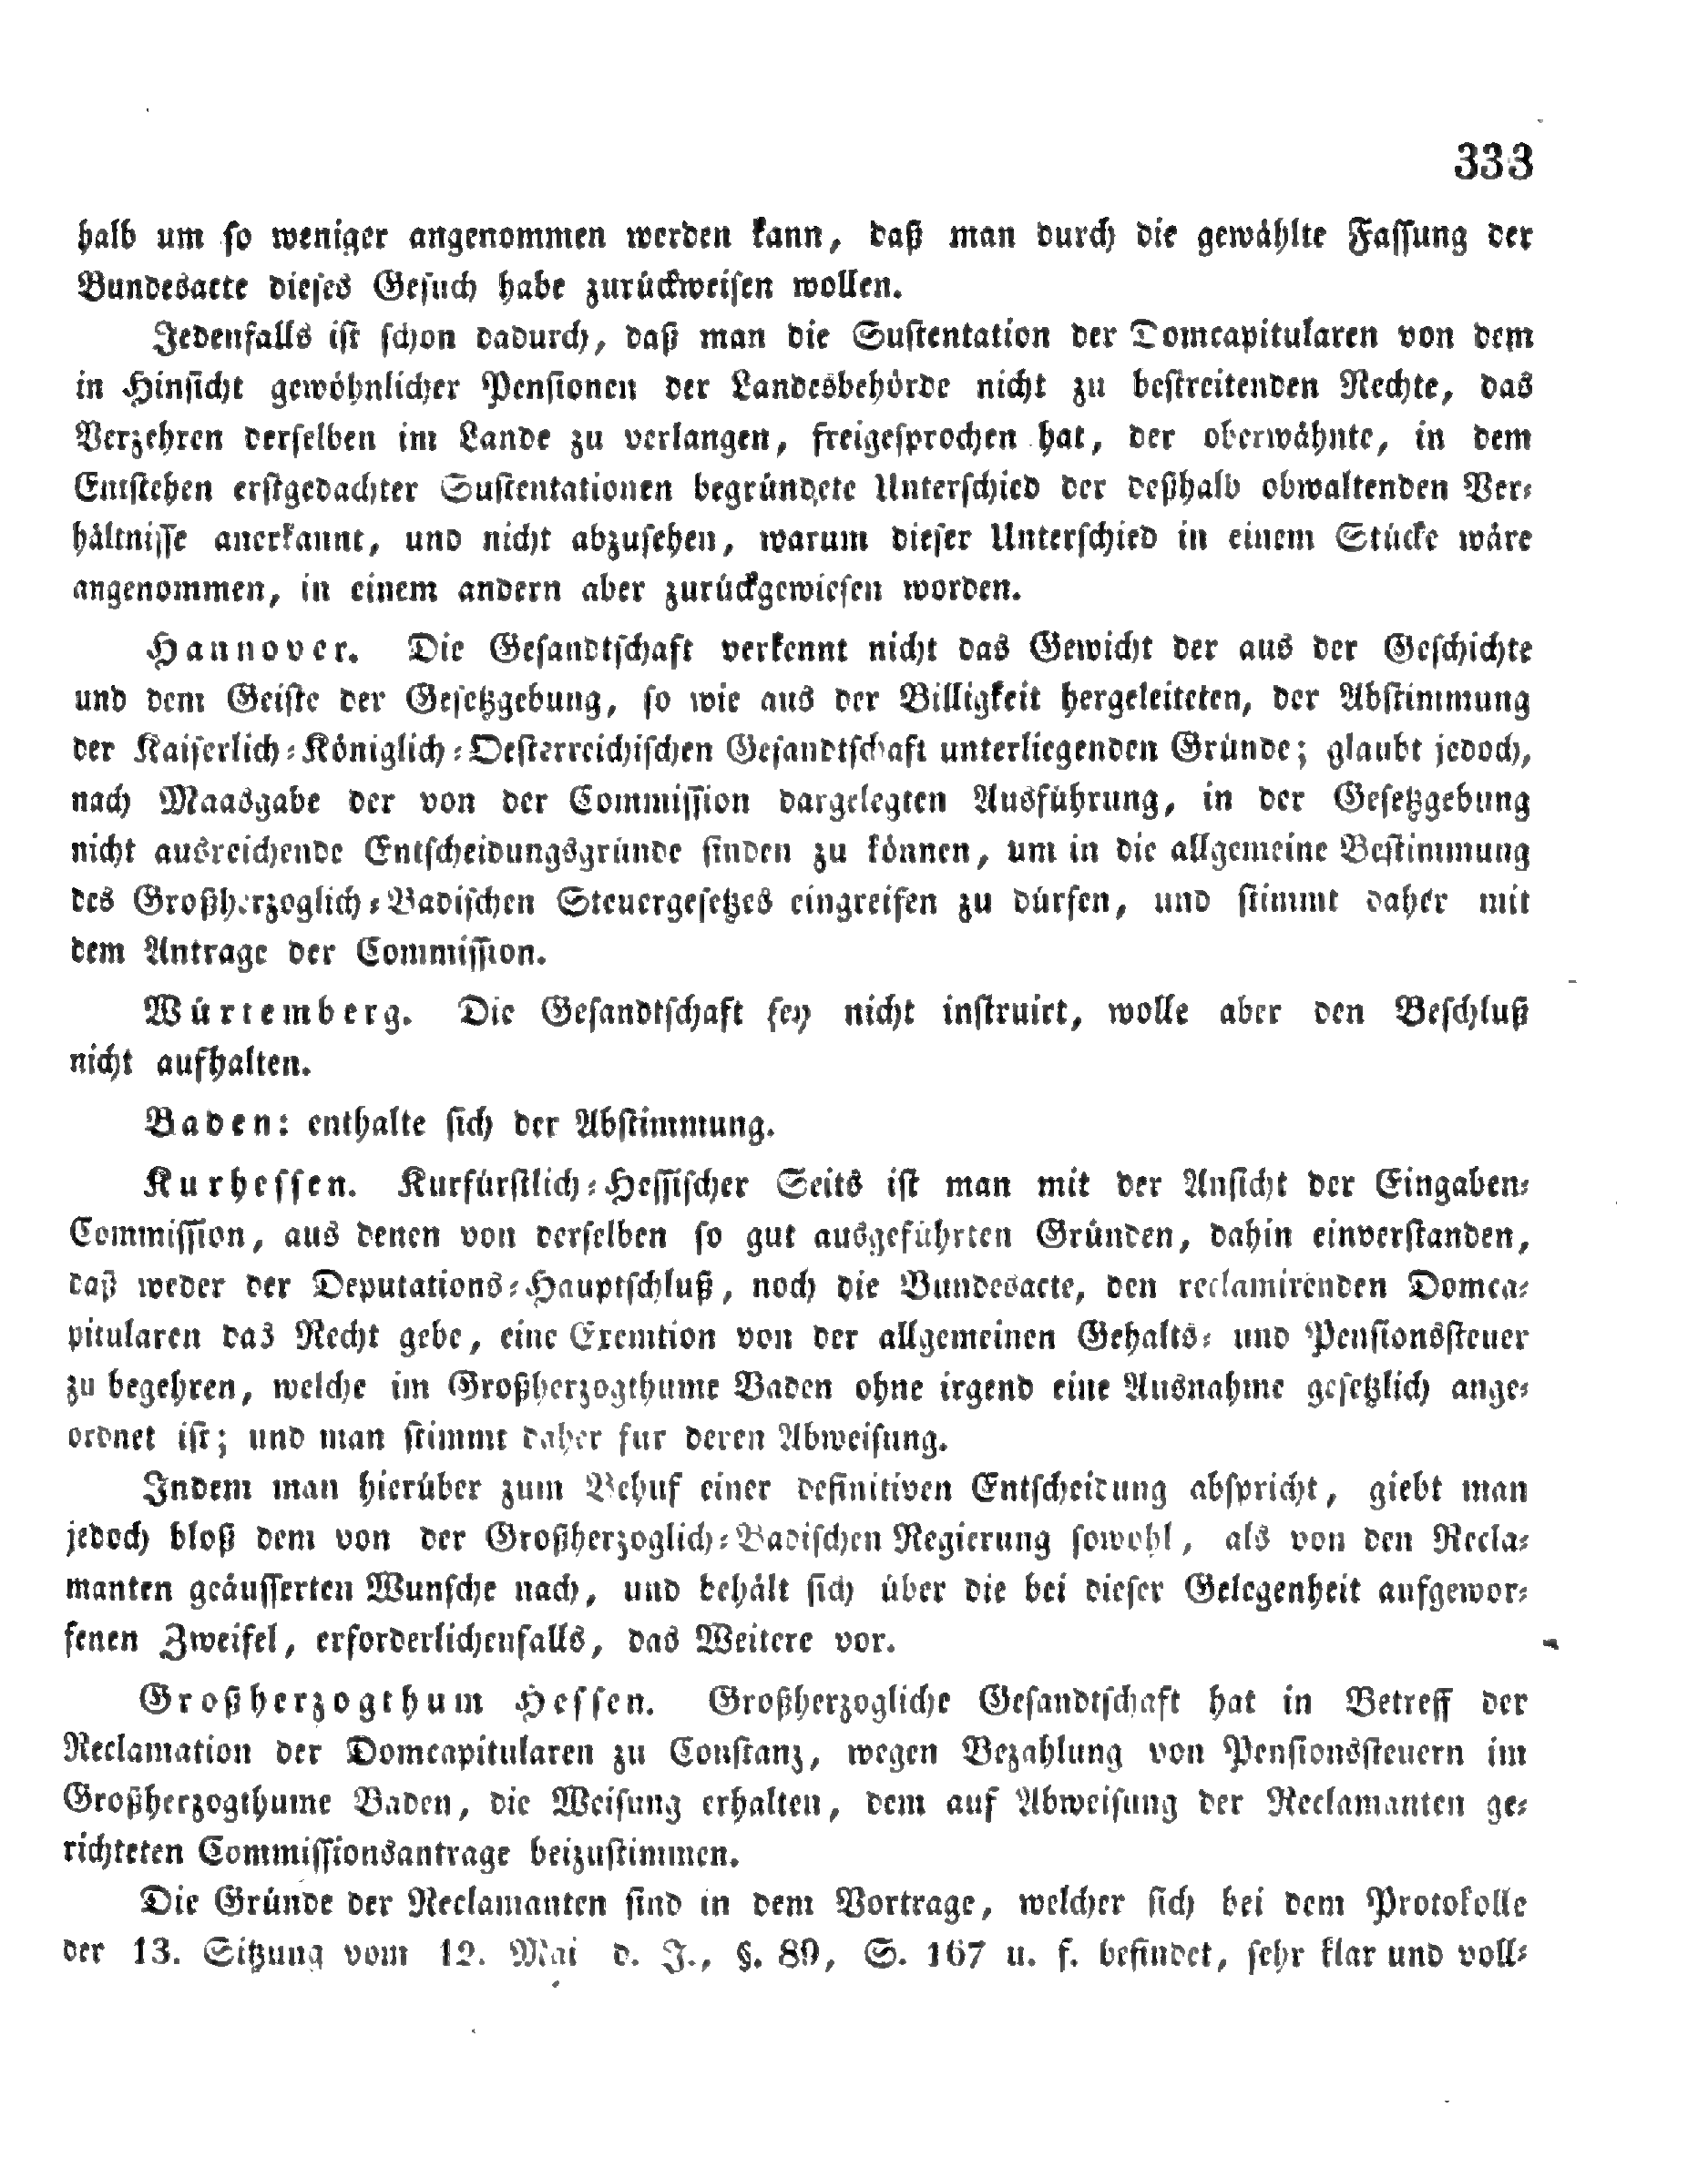 333
halb um so weniger angenommen werden kann, daß man durch die gewählte Fassung der
Bundesacte dieses Gesuch habe zurückweisen wollen.
Jedenfalls ist schon dadurch, daß man die Sustentation der Domcapitularen von dem
in Hinsicht gewöhnlicher Pensionen der Landesbehörde nicht zu bestreitenden Rechte, das
Verzehren derselben im Lande zu verlangen, freigesprochen hat, der oberwähnte, in dem
Entstehen erstgedachter Sustentationen begründete Unterschied der deßhalb obwaltenden Ver-
hältnisse anerkannt, und nicht abzusehen, warum dieser Unterschied in einem Stücke wäre
angenommen, in einem andern aber zurückgewiesen worden.
Hannover. Die Gesandtschaft verkennt nicht das Gewicht der aus der Geschichte
und dem Geiste der Gesetzgebung, so wie aus der Billigkeit hergeleiteten, der Abstimmung
der Kaiserlich-Königlich-Oesterreichischen Gesandtschaft unterliegenden Gründe; glaubt jedoch,
nach Maasgabe der von der Commission dargelegten Ausführung, in der Gesetzgebung
nicht ausreichende Entscheidungsgründe finden zu können, um in die allgemeine Bestimmung
des Großherzoglich-Badischen Steuergesetzes eingreifen zu dürfen, und stimmt daher mit
dem Antrage der Commission.
Würtemberg. Die Gesandtschaft sey nicht instruirt, wolle aber den Beschluß
nicht aufhalten.
Baden: enthalte sich der Abstimmung.
Kurhessen. Kurfürstlich-Hessischer Seits ist man mit der Ansicht der Eingaben-
Commission, aus denen von derselben so gut ausgeführten Gründen, dahin einverstanden,
daß weder der Deputations-Hauptschluß, noch die Bundesacte, den reclamirenden Domca-
pitularen das Recht gebe, eine Exemtion von der allgemeinen Gehalts- und Pensionssteuer
zu begehren, welche im Großherzogthume Baden ohne irgend eine Ausnahme gesetzlich ange-
ordnet ist; und man stimmt daher fur deren Abweisung.
Indem man hierüber zum Behuf einer definitiven Entscheidung abspricht, giebt man
jedoch bloß dem von der Großherzoglich-Badischen Regierung sowohl, als von den Recla-
manten geäusserten Wunsche nach, und behält sich über die bei dieser Gelegenheit aufgewor-
fenen Zweifel, erforderlichenfalls, das Weitere vor.
Großherzogthum Hessen. Großherzogliche Gesandtschaft hat in Betreff der
Reclamation der Domcapitularen zu Constanz, wegen Bezahlung von Pensionssteuern im
Großherzogthume Baden, die Weisung erhalten, dem auf Abweisung der Reclamanten ge-
richteten Commissionsantrage beizustimmen.
Die Gründe der Reclamanten sind in dem Vortrage, welcher sich bei dem Protokolle
der 13. Sitzung vom 12. Mai d. J., §. 89, S. 167 u. f. befindet, sehr klar und voll-